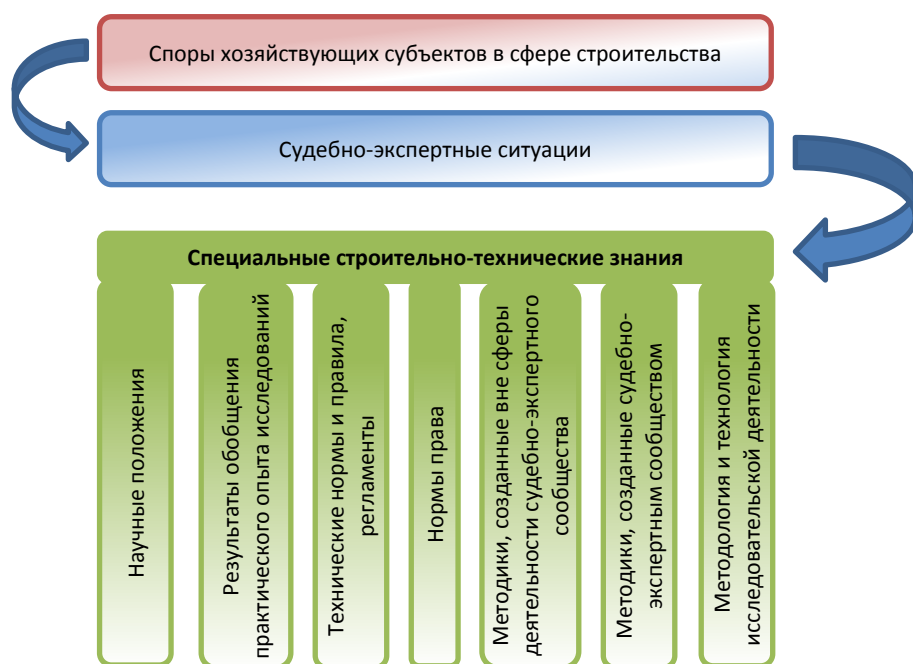 Споры хозяйствующих субъектов в сфере строительства
Судебно-экспертные ситуации
Специальные строительно-технические знания
Научные положения
Результаты обобщения
практического опыта исследований
Технические нормы и правила,
регламенты
Нормы права
Методики, созданные вне сферы
деятельности судебно-экспертного
сообщества
Методики, созданные судебно-
экспертным сообществом
Методология и технология
исследовательской деятельности